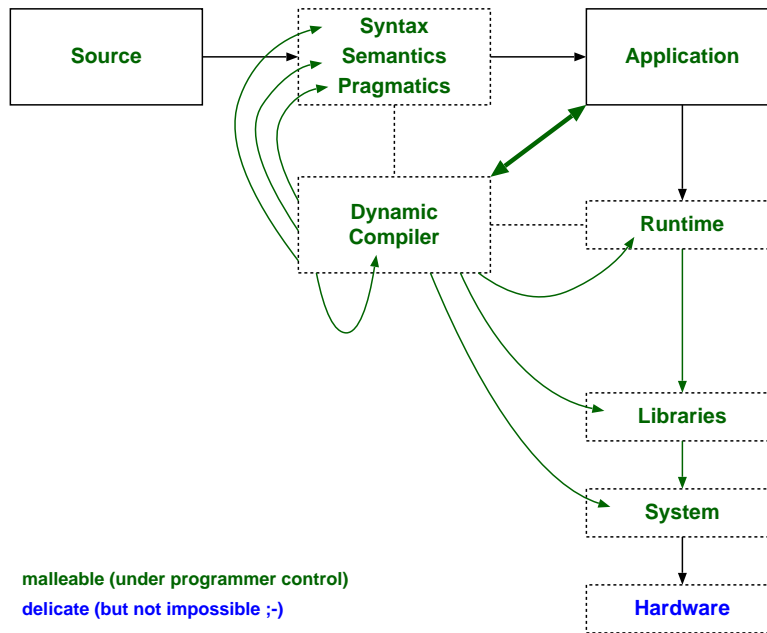 Source
Syntax
Semantics
Pragmatics
Application
Dynamic
Compiler
Runtime
Libraries
System
malleable (under programmer control)
delicate (but not impossible ;-)
Hardware